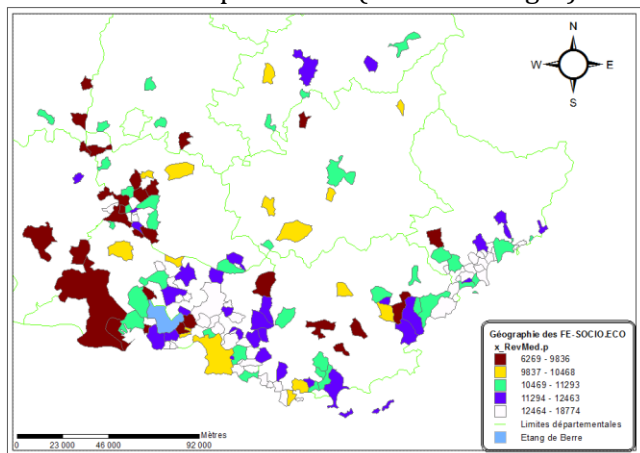 N
W E
S
Géographie des FE-SOCIO.ECO
x_RevMed.p
6269 - 9836
9837 - 10468
10469 - 11293
11294 - 12463
12464 - 18774
Limites départementales
Etang de Berre
Mètres
0 23 000 46 000 92 000